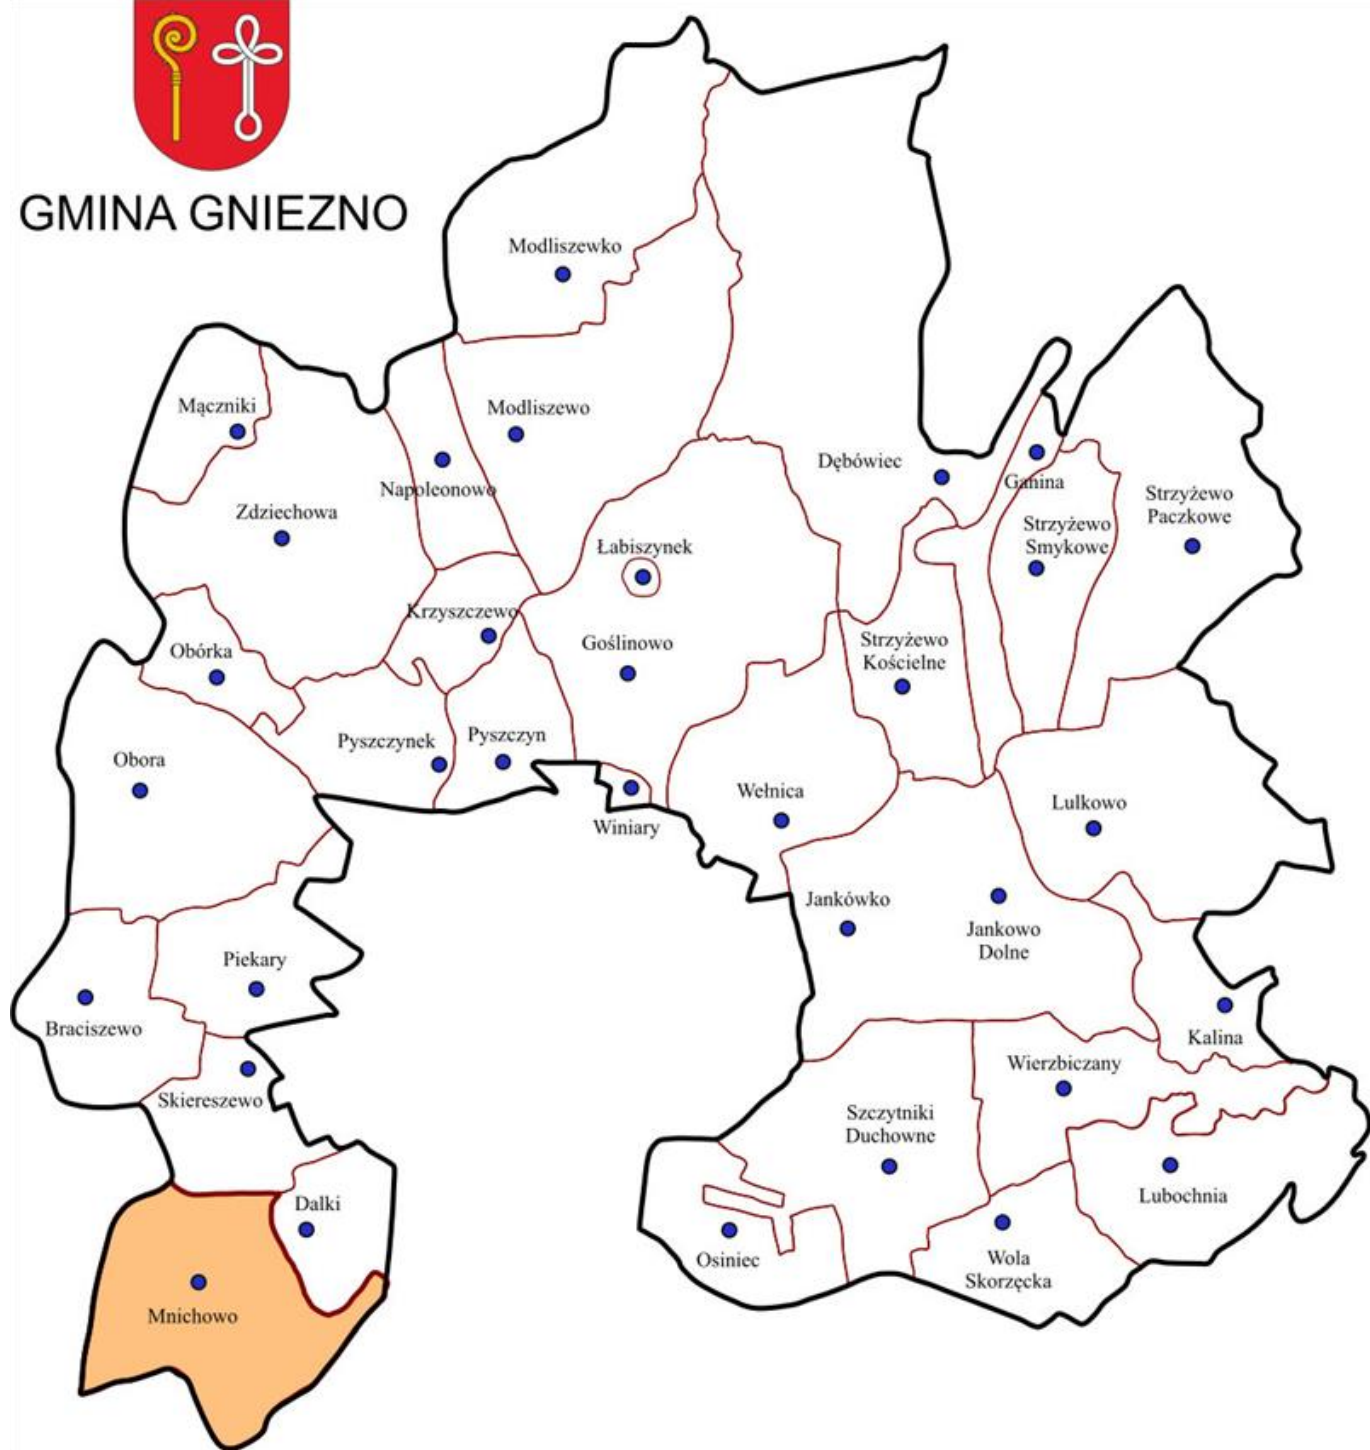 GMINA GNIEZNO
Modliszewko
Mączniki
Modliszewo
Dębówiec
Ganina
Napoleonowo
Strzyżewo
Paczkowe
Zdziechowa
Strzyżewo
Smykowe
Łabiszynek
Krzyszczewo
Obórka
Goślinowo
Strzyżewo
Kościelne
Pyszczynek
Pyszczyn
Obora
Wełnica
Lulkowo
Winiary
Jankówko
Jankowo
Dolne
Piekary
Braciszewo
Kalina
Wierzbiczany
Skiereszewo
Szczytniki
Duchowne
Lubochnia
Dalki
Osiniec
Wola
Skorzęcka
Mnichowo